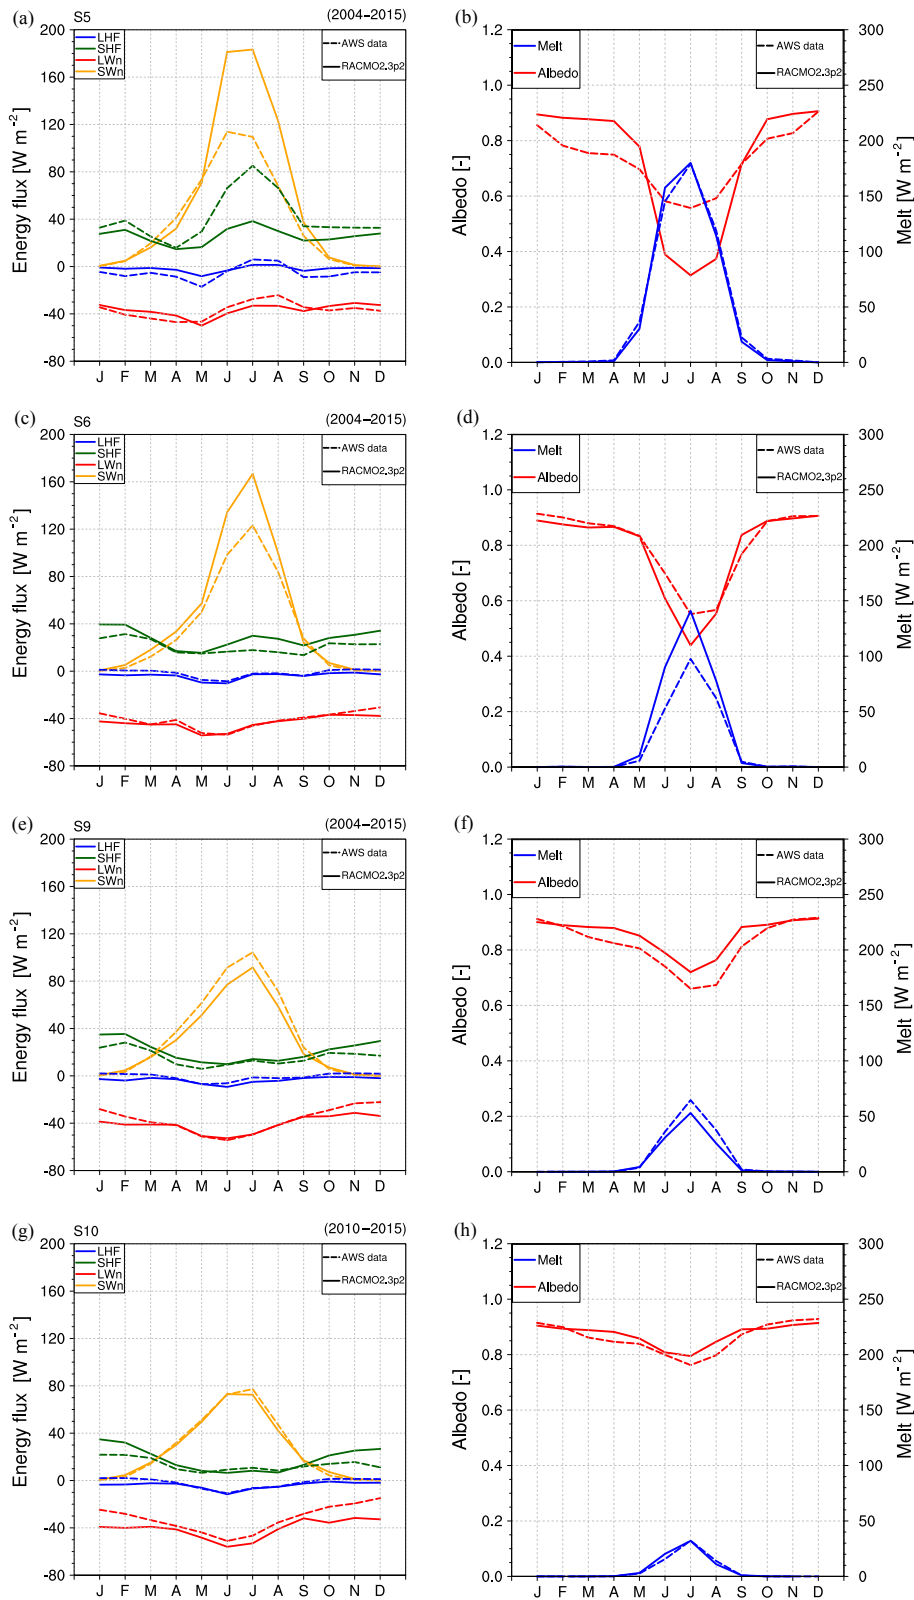 (a) S5 (2004−2015)
200
160
120
80
40
0
-40
-80
Energy flux [W m⁻²]
LHF
SHF
LWn
SWn
AWS data
RACMO2.3p2
J F M A M J J A S O N D
(b)
1.2
1.0
0.8
0.6
0.4
0.2
0.0
Albedo [-]
Melt
Albedo
AWS data
RACMO2.3p2
300
250
200
150
100
50
0
Melt [W m⁻²]
J F M A M J J A S O N D
(c) S6 (2004−2015)
200
160
120
80
40
0
-40
-80
Energy flux [W m⁻²]
LHF
SHF
LWn
SWn
AWS data
RACMO2.3p2
J F M A M J J A S O N D
(d)
1.2
1.0
0.8
0.6
0.4
0.2
0.0
Albedo [-]
Melt
Albedo
AWS data
RACMO2.3p2
300
250
200
150
100
50
0
Melt [W m⁻²]
J F M A M J J A S O N D
(e) S9 (2004−2015)
200
160
120
80
40
0
-40
-80
Energy flux [W m⁻²]
LHF
SHF
LWn
SWn
AWS data
RACMO2.3p2
J F M A M J J A S O N D
(f)
1.2
1.0
0.8
0.6
0.4
0.2
0.0
Albedo [-]
Melt
Albedo
AWS data
RACMO2.3p2
300
250
200
150
100
50
0
Melt [W m⁻²]
J F M A M J J A S O N D
(g) S10 (2010−2015)
200
160
120
80
40
0
-40
-80
Energy flux [W m⁻²]
LHF
SHF
LWn
SWn
AWS data
RACMO2.3p2
J F M A M J J A S O N D
(h)
1.2
1.0
0.8
0.6
0.4
0.2
0.0
Albedo [-]
Melt
Albedo
AWS data
RACMO2.3p2
300
250
200
150
100
50
0
Melt [W m⁻²]
J F M A M J J A S O N D